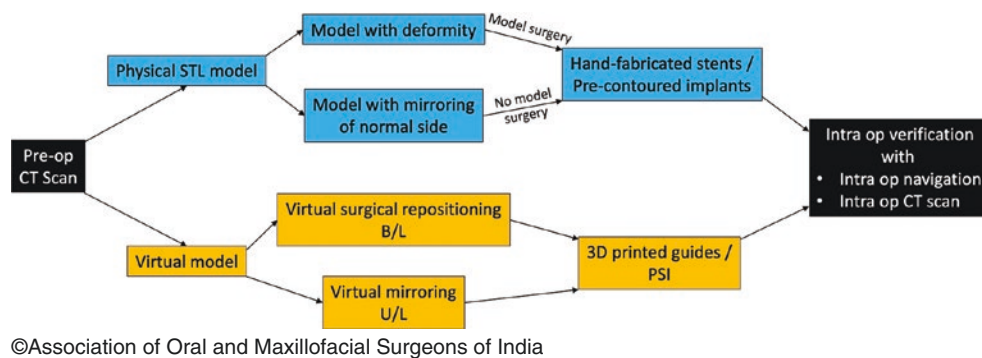 Pre-op
CT Scan
Physical STL model
Model with deformity
Model surgery
Model with mirroring
of normal side
No model
surgery
Hand-fabricated stents /
Pre-contoured implants
Virtual model
Virtual surgical repositioning
B/L
Virtual mirroring
U/L
3D printed guides /
PSI
Intra op verification
with
• Intra op navigation
• Intra op CT scan
©Association of Oral and Maxillofacial Surgeons of India